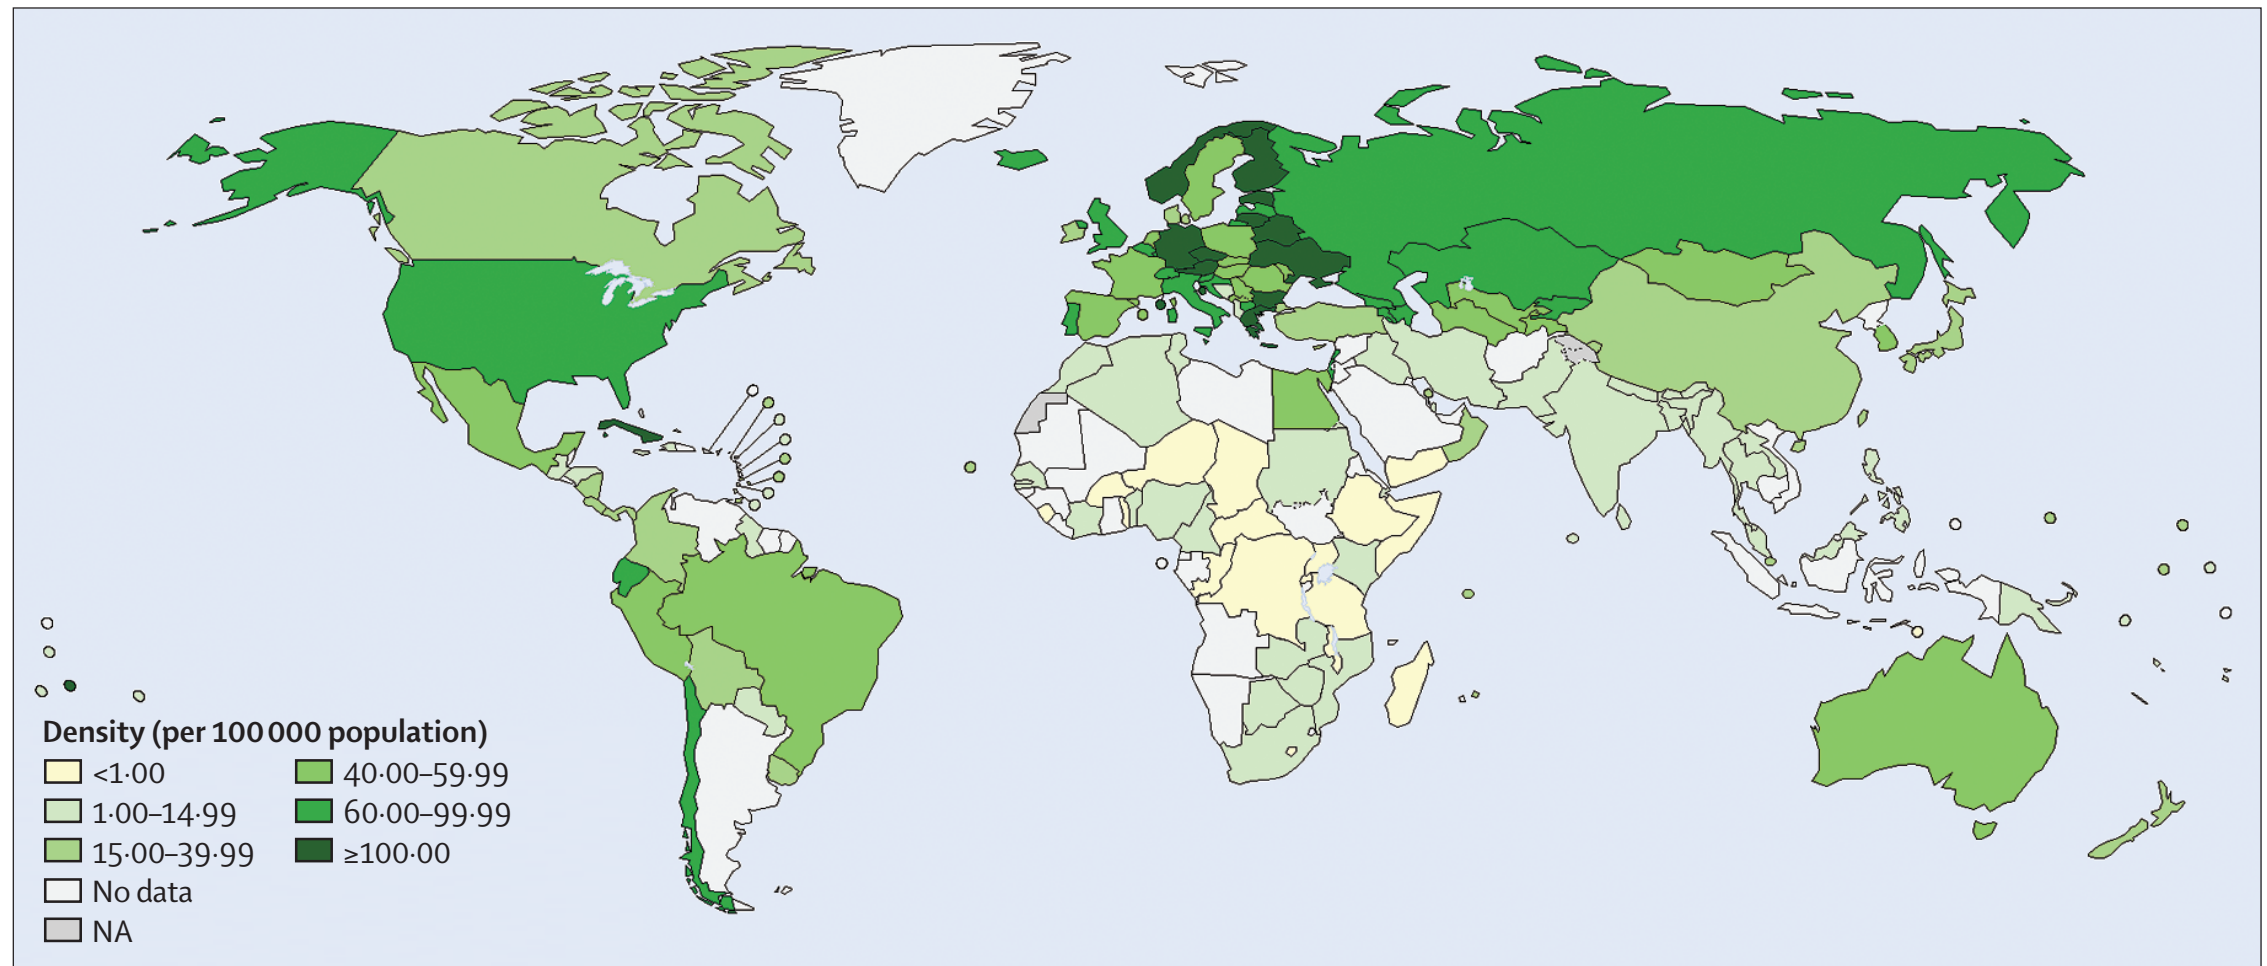 Density (per 100 000 population)
<1·00
1·00–14·99
15·00–39·99
No data
NA
40·00–59·99
60·00–99·99
≥100·00